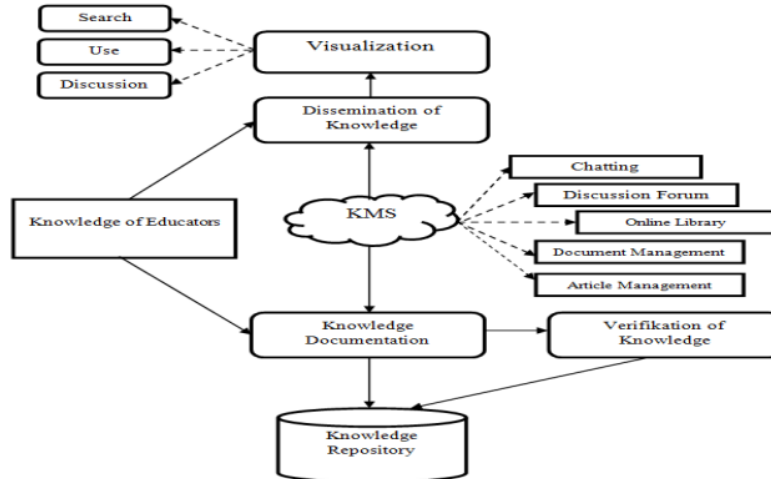 Search
Use
Discussion
Visualization
Dissemination of
Knowledge
Knowledge of Educators
KMS
Chatting
Discussion Forum
Online Library
Document Management
Article Management
Knowledge
Documentation
Verifikation of
Knowledge
Knowledge
Repository